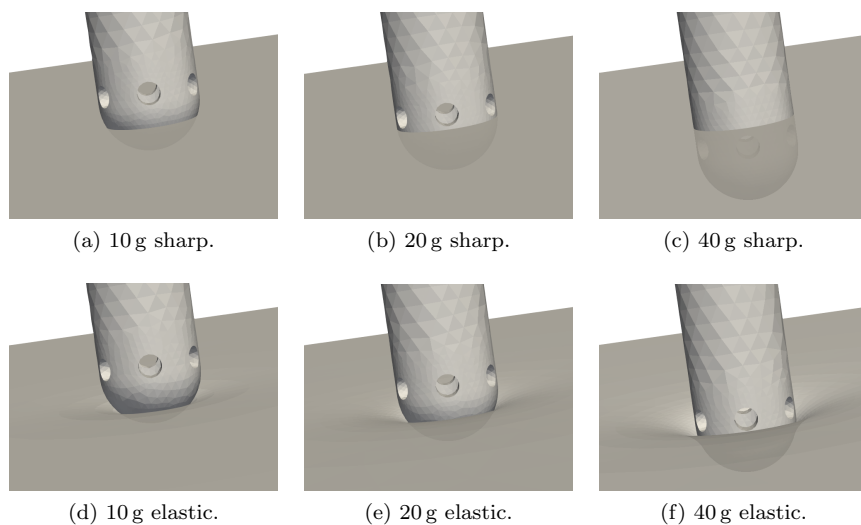 (a) 10 g sharp.
(b) 20 g sharp.
(c) 40 g sharp.
(d) 10 g elastic.
(e) 20 g elastic.
(f) 40 g elastic.